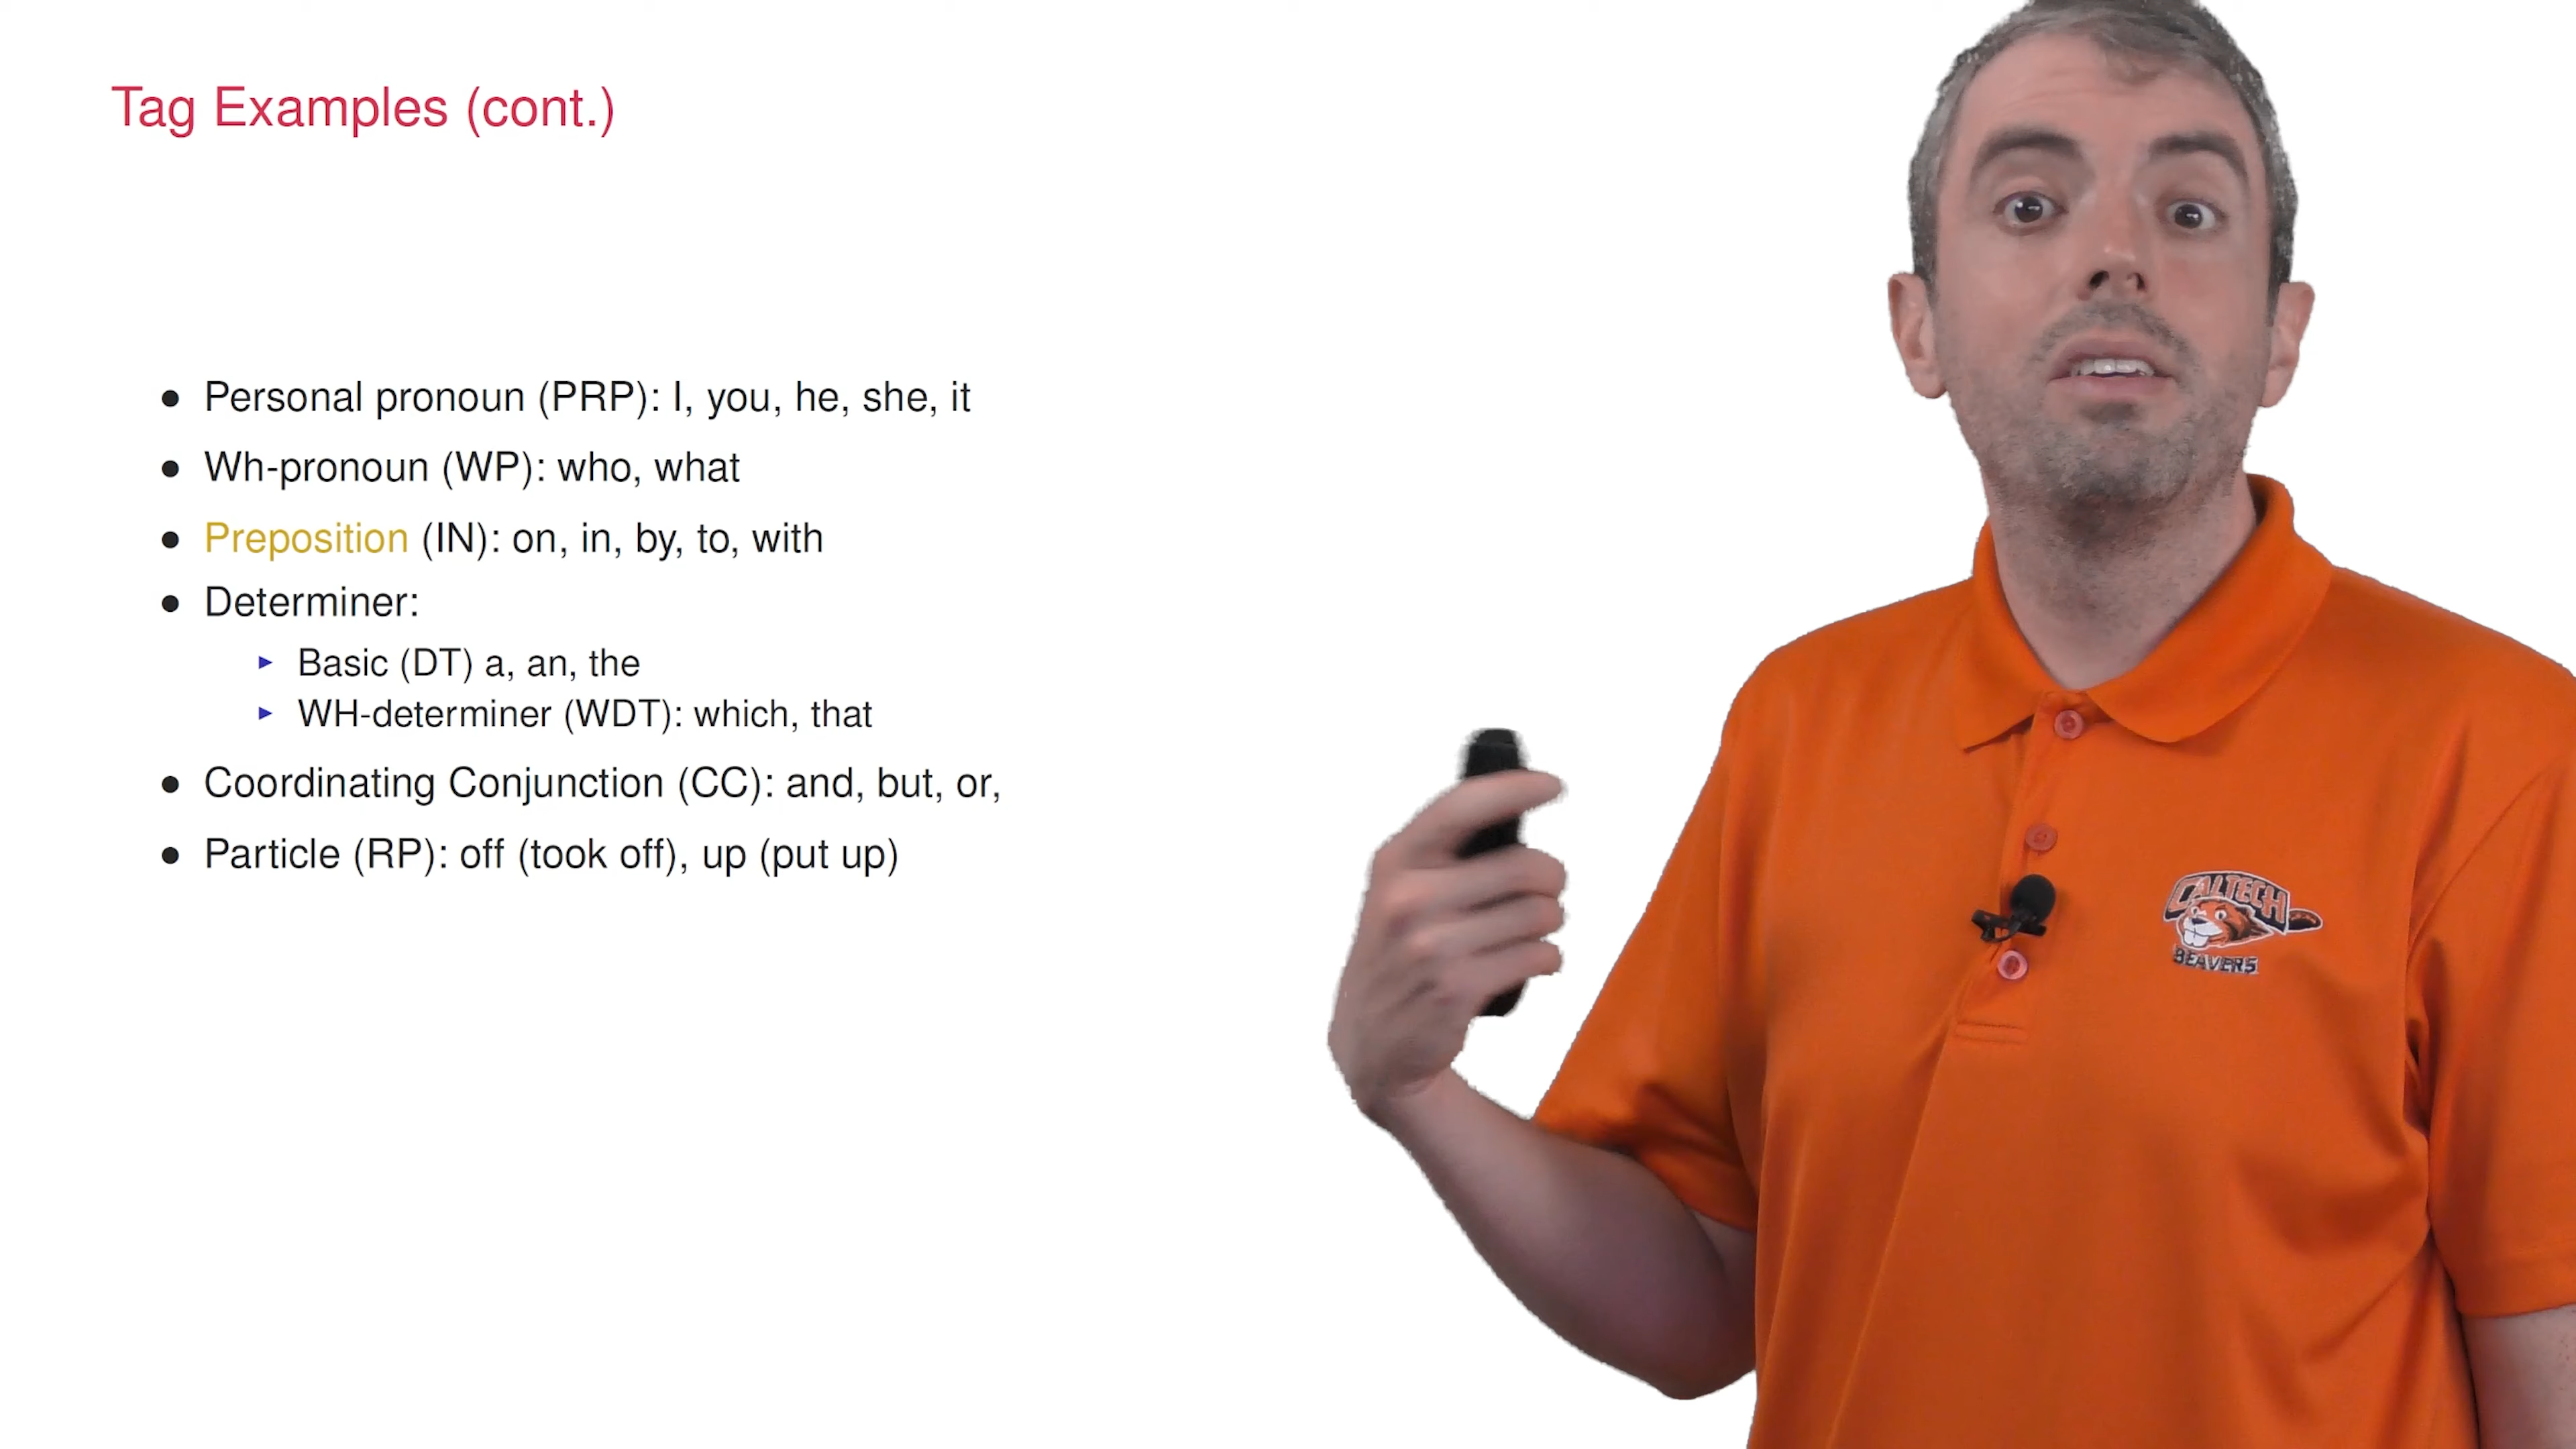 Tag Examples (cont.)
● Personal pronoun (PRP): I, you, he, she, it
● Wh-pronoun (WP): who, what
● Preposition (IN): on, in, by, to, with
● Determiner:
▶ Basic (DT) a, an, the
▶ WH-determiner (WDT): which, that
● Coordinating Conjunction (CC): and, but, or,
● Particle (RP): off (took off), up (put up)
CALTECH
BEAVERS